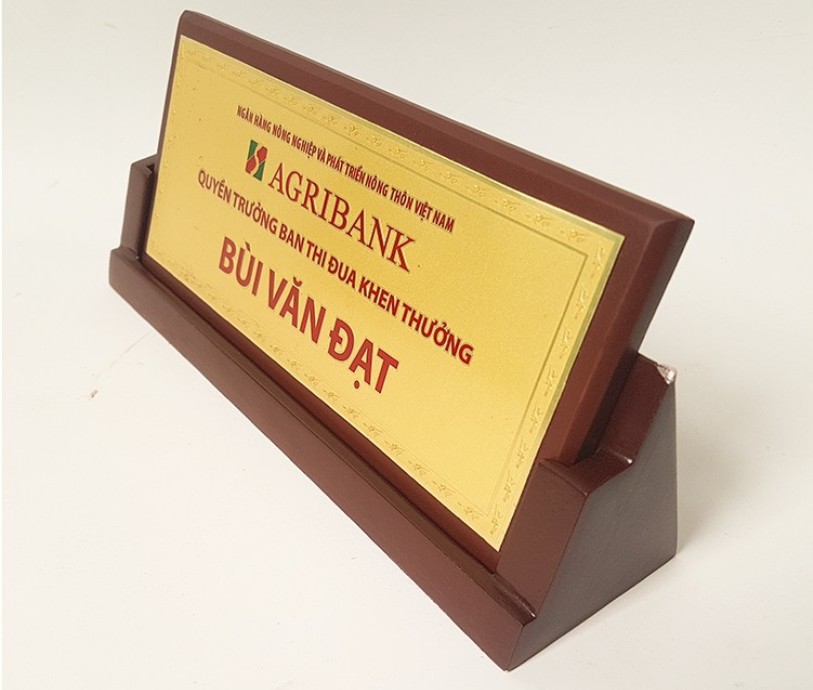 NGÂN HÀNG NÔNG NGHIỆP VÀ PHÁT TRIỂN NÔNG THÔN VIỆT NAM
AGRIBANK
QUYỀN TRƯỞNG BAN THI ĐUA KHEN THƯỞNG
BÙI VĂN ĐẠT